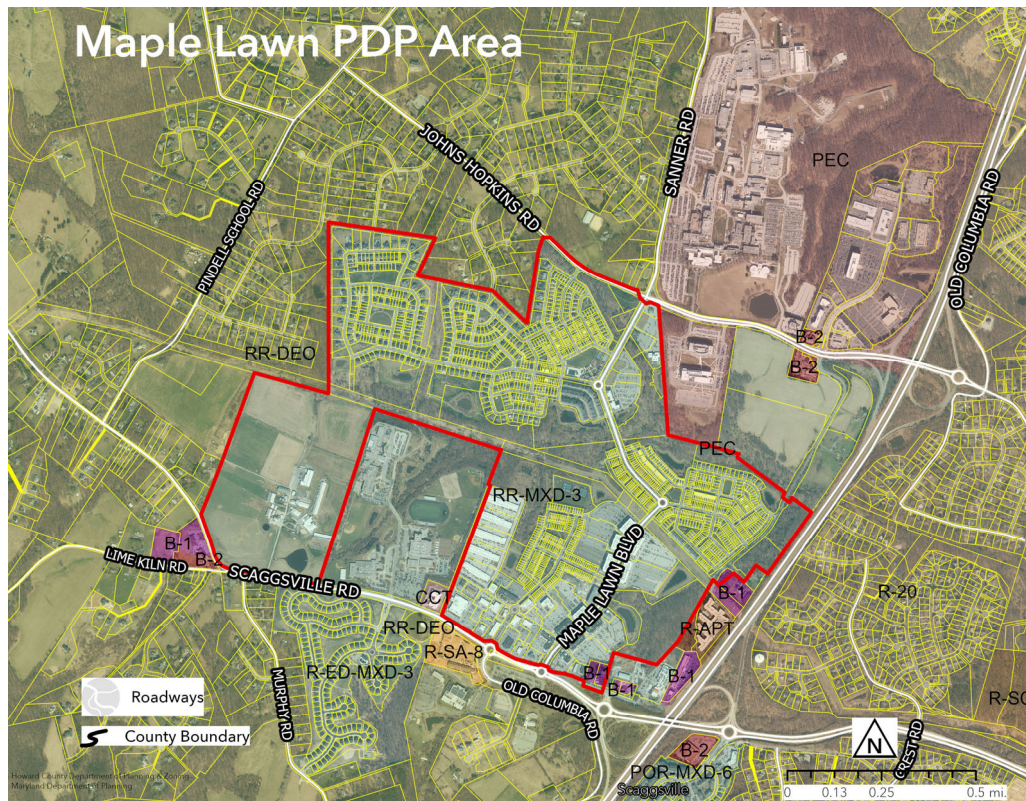 Maple Lawn PDP Area
JOHNS HOPKINS RD
SANNER RD
PEC
OLD COLUMBIA RD
PINDELL SCHOOL RD
B-2
B-2
RR-DEO
PEC
RR-MXD-3
B-1
B-2
LIME KILN RD
SCAGGSVILLE RD
MAPLE LAWN BLVD
CCT
B-1
R-20
RR-DEO
R-APT
R-SA-8
R-ED-MXD-3
B-1
B-1
B-1
MURPHY RD
OLD COLUMBIA RD
R-SC
Roadways
County Boundary
N
CREST RD
B-2
POR-MXD-6
Scaggsville
Howard County Department of Planning & Zoning
Maryland Department of Planning
0 0.13 0.25 0.5 mi.